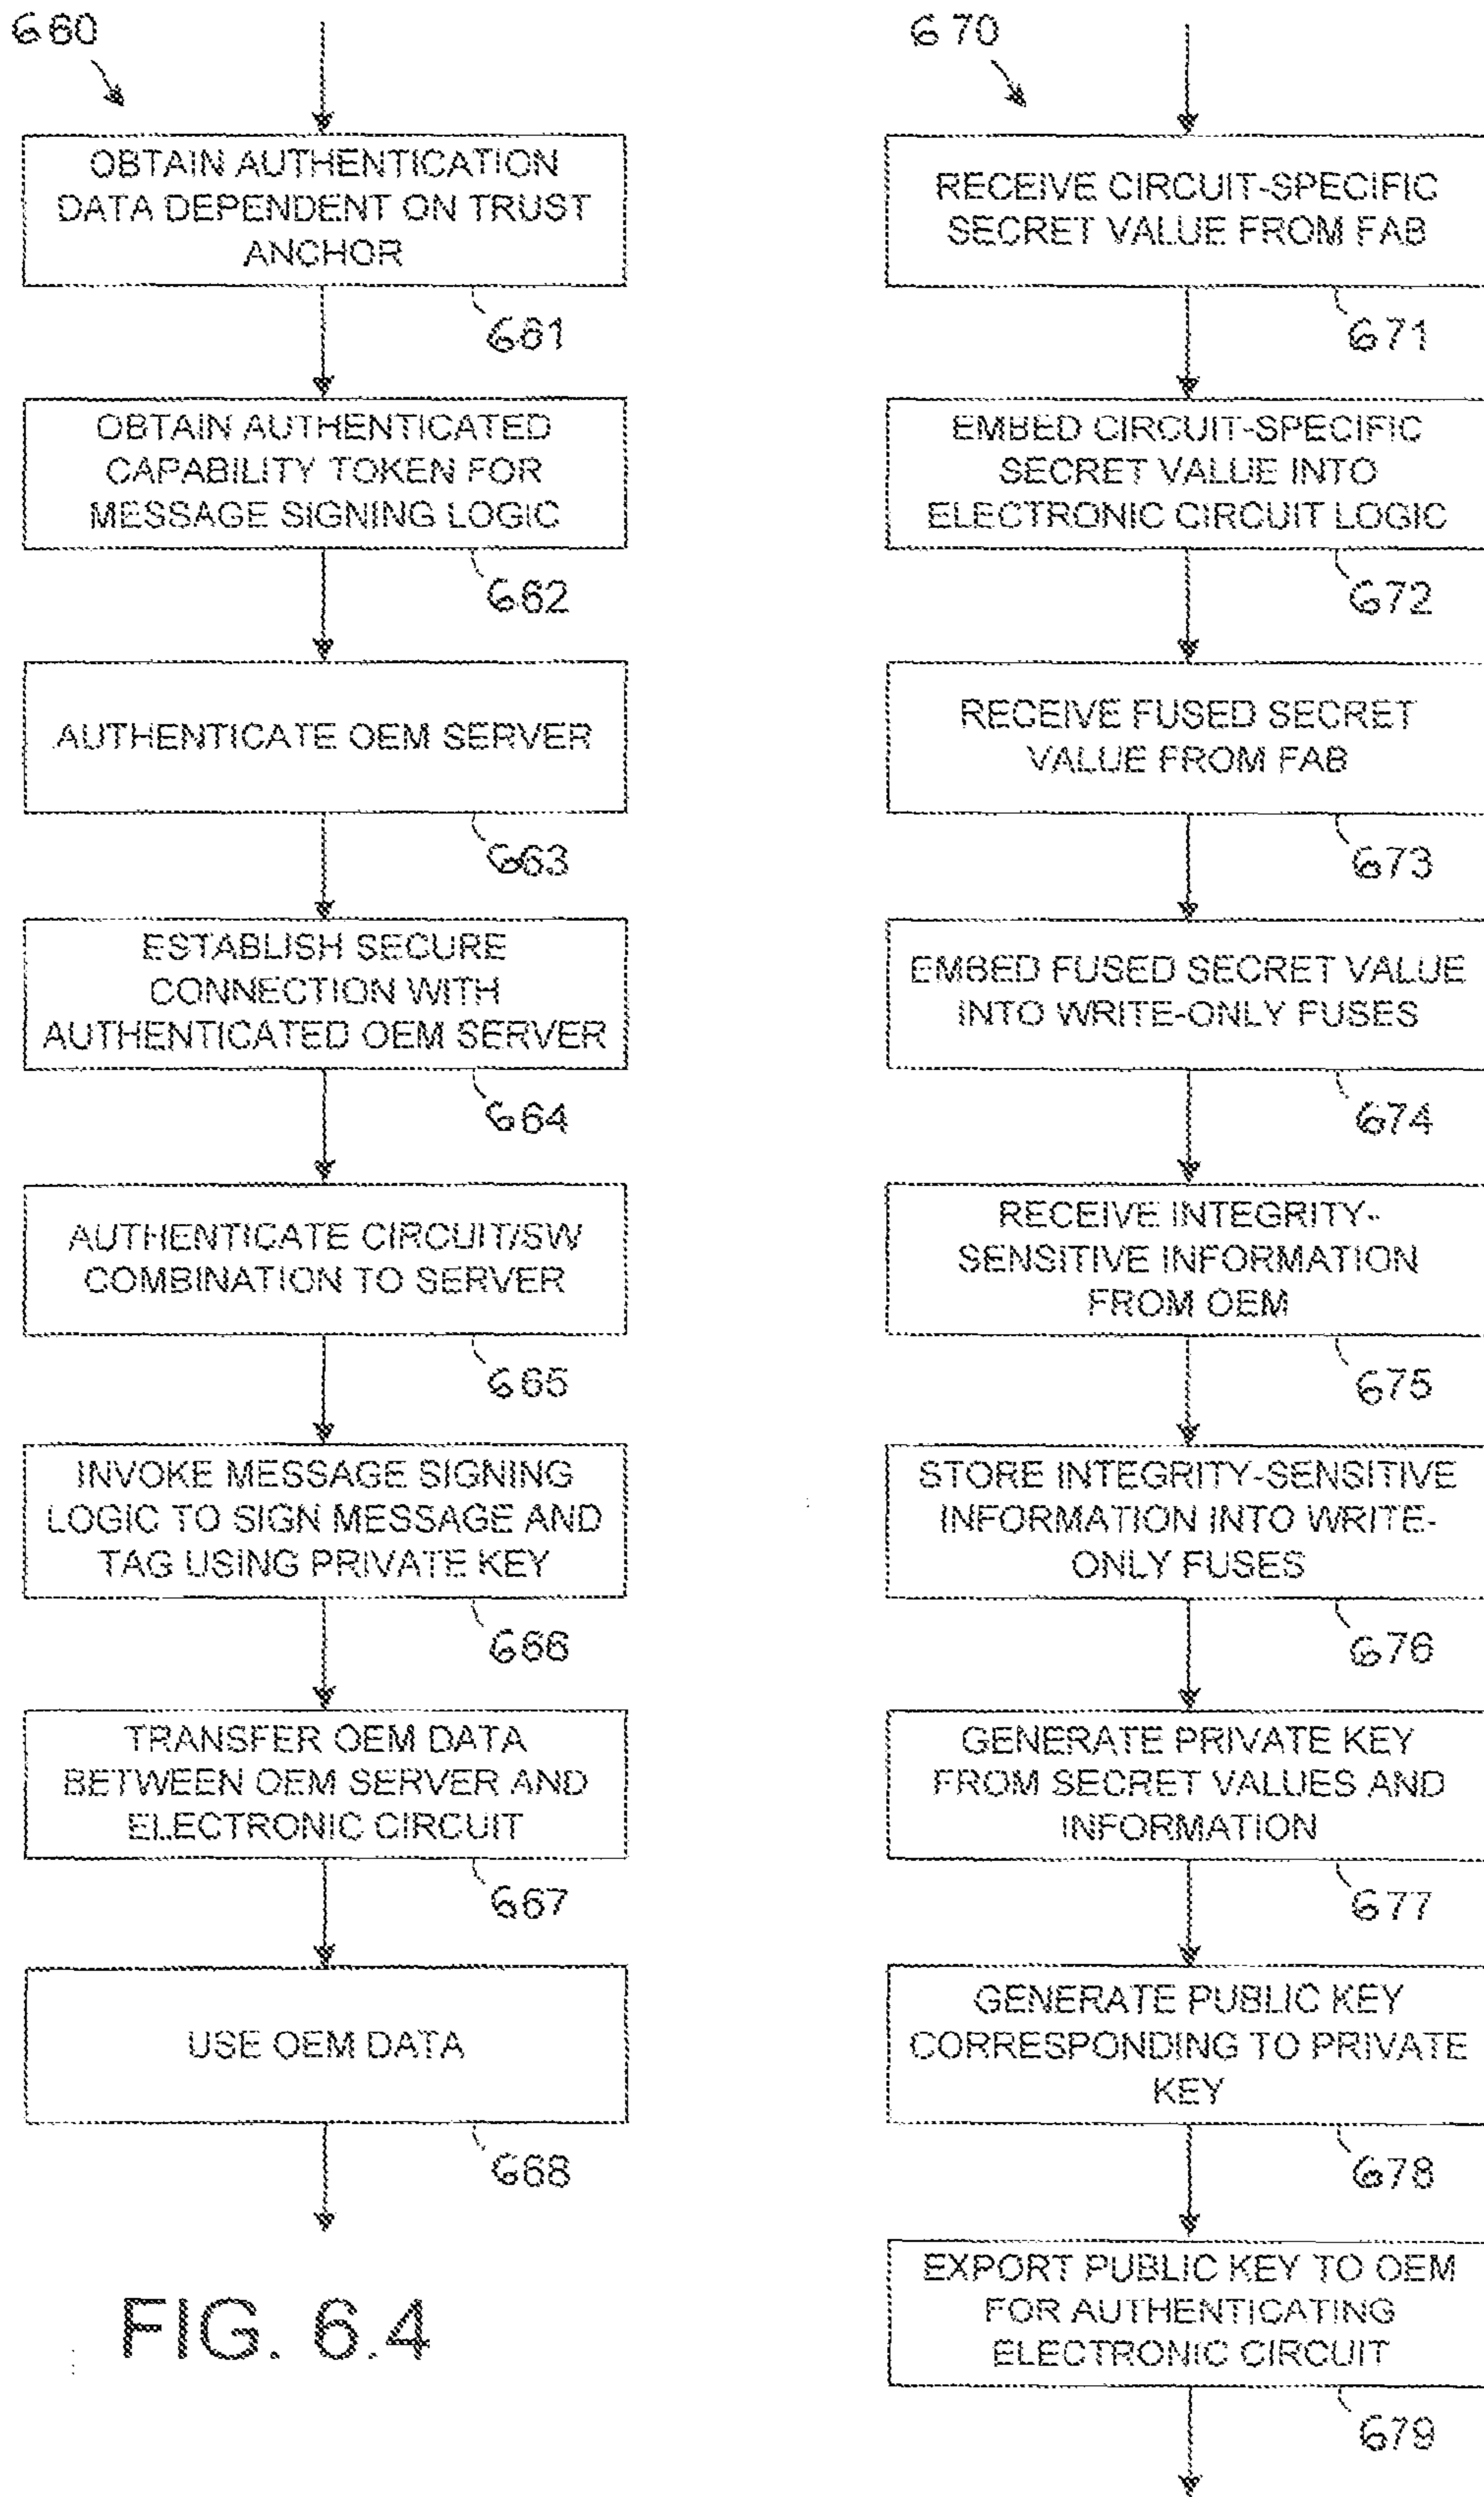 660
OBTAIN AUTHENTICATION
DATA DEPENDENT ON TRUST
ANCHOR
661
OBTAIN AUTHENTICATED
CAPABILITY TOKEN FOR
MESSAGE SIGNING LOGIC
662
AUTHENTICATE OEM SERVER
663
ESTABLISH SECURE
CONNECTION WITH
AUTHENTICATED OEM SERVER
664
AUTHENTICATE CIRCUIT/SW
COMBINATION TO SERVER
665
INVOKE MESSAGE SIGNING
LOGIC TO SIGN MESSAGE AND
TAG USING PRIVATE KEY
666
TRANSFER OEM DATA
BETWEEN OEM SERVER AND
ELECTRONIC CIRCUIT
667
USE OEM DATA
668
FIG. 6.4
670
RECEIVE CIRCUIT-SPECIFIC
SECRET VALUE FROM FAB
671
EMBED CIRCUIT-SPECIFIC
SECRET VALUE INTO
ELECTRONIC CIRCUIT LOGIC
672
RECEIVE FUSED SECRET
VALUE FROM FAB
673
EMBED FUSED SECRET VALUE
INTO WRITE-ONLY FUSES
674
RECEIVE INTEGRITY-
SENSITIVE INFORMATION
FROM OEM
675
STORE INTEGRITY-SENSITIVE
INFORMATION INTO WRITE-
ONLY FUSES
676
GENERATE PRIVATE KEY
FROM SECRET VALUES AND
INFORMATION
677
GENERATE PUBLIC KEY
CORRESPONDING TO PRIVATE
KEY
678
EXPORT PUBLIC KEY TO OEM
FOR AUTHENTICATING
ELECTRONIC CIRCUIT
679